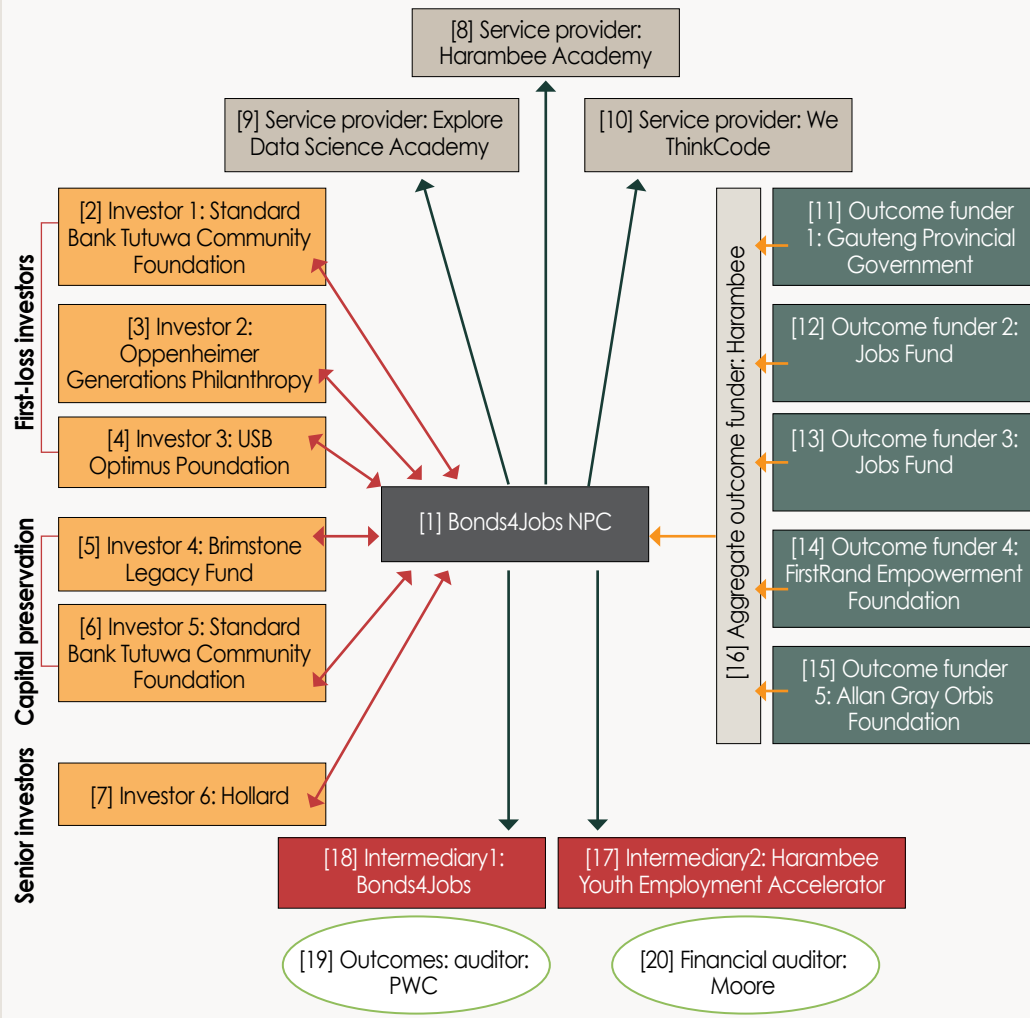 [8] Service provider:
Harambee Academy
[9] Service provider: Explore
Data Science Academy
[10] Service provider: We
ThinkCode
First-loss investors
[2] Investor 1: Standard
Bank Tutuwa Community
Foundation
[3] Investor 2:
Oppenheimer
Generations Philanthropy
[4] Investor 3: USB
Optimus Poundation
Capital preservation
[5] Investor 4: Brimstone
Legacy Fund
[6] Investor 5: Standard
Bank Tutuwa Community
Foundation
Senior investors
[7] Investor 6: Hollard
[1] Bonds4Jobs NPC
[16] Aggregate outcome funder: Harambee
[11] Outcome funder
1: Gauteng Provincial
Government
[12] Outcome funder 2:
Jobs Fund
[13] Outcome funder 3:
Jobs Fund
[14] Outcome funder 4:
FirstRand Empowerment
Foundation
[15] Outcome funder
5: Allan Gray Orbis
Foundation
[18] Intermediary1:
Bonds4Jobs
[17] Intermediary2: Harambee
Youth Employment Accelerator
[19] Outcomes: auditor:
PWC
[20] Financial auditor:
Moore